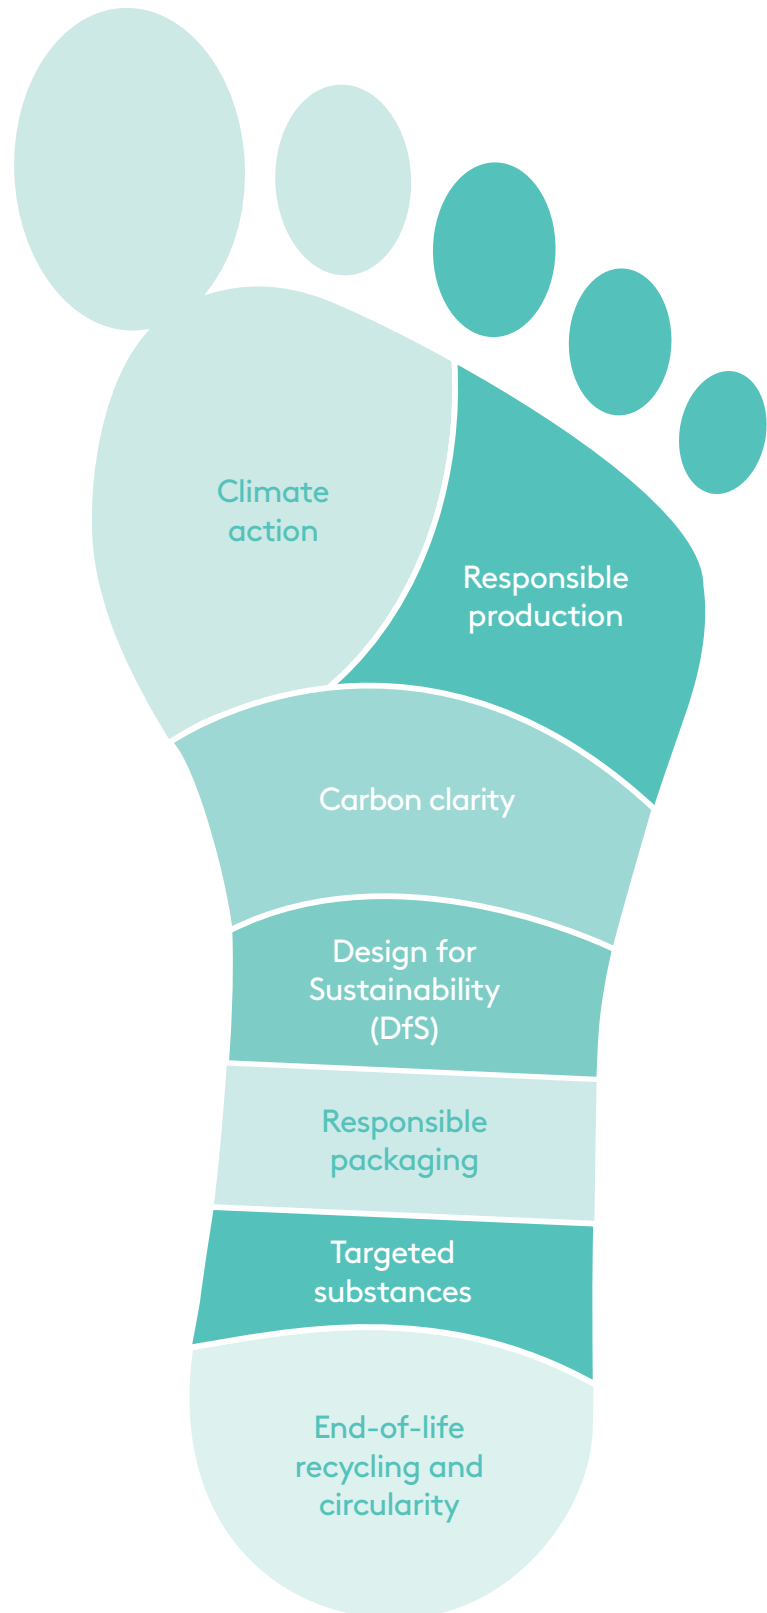 Climate
action
Responsible
production
Carbon clarity
Design for
Sustainability
(DfS)
Responsible
packaging
Targeted
substances
End-of-life
recycling and
circularity